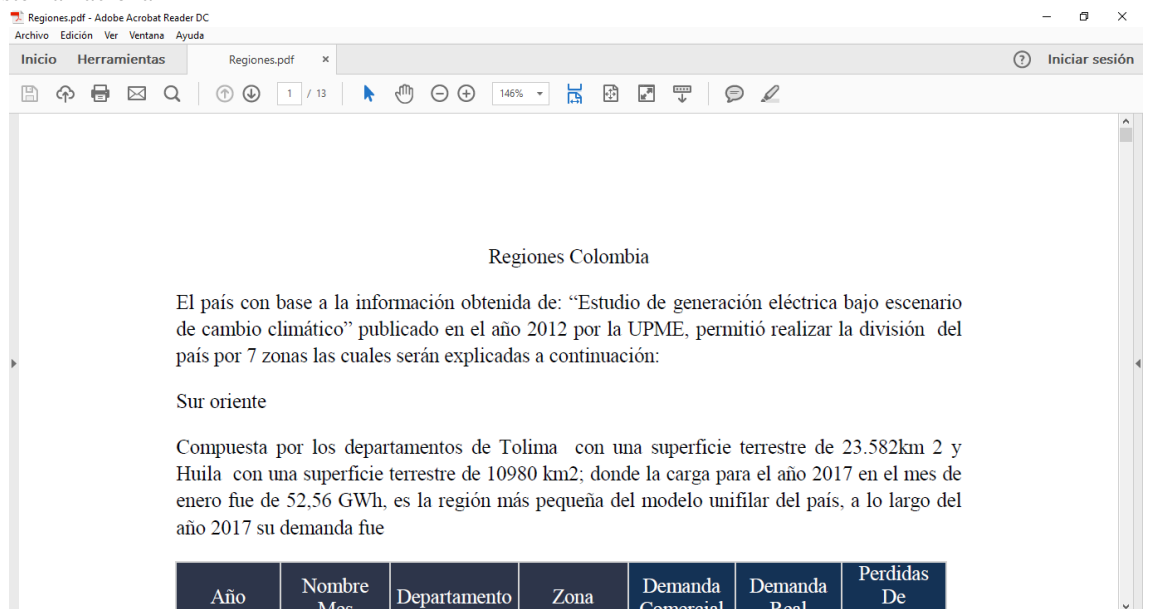 Regiones.pdf - Adobe Acrobat Reader DC
Archivo Edición Ver Ventana Ayuda
Inicio Herramientas Regiones.pdf × ? Iniciar sesión
1 / 13 146%
Regiones Colombia
El país con base a la información obtenida de: “Estudio de generación eléctrica bajo escenario
de cambio climático” publicado en el año 2012 por la UPME, permitió realizar la división del
país por 7 zonas las cuales serán explicadas a continuación:
Sur oriente
Compuesta por los departamentos de Tolima con una superficie terrestre de 23.582km 2 y
Huila con una superficie terrestre de 10980 km2; donde la carga para el año 2017 en el mes de
enero fue de 52,56 GWh, es la región más pequeña del modelo unifilar del país, a lo largo del
año 2017 su demanda fue
Año Nombre Mes Departamento Zona Demanda Comercial Demanda Real Perdidas De